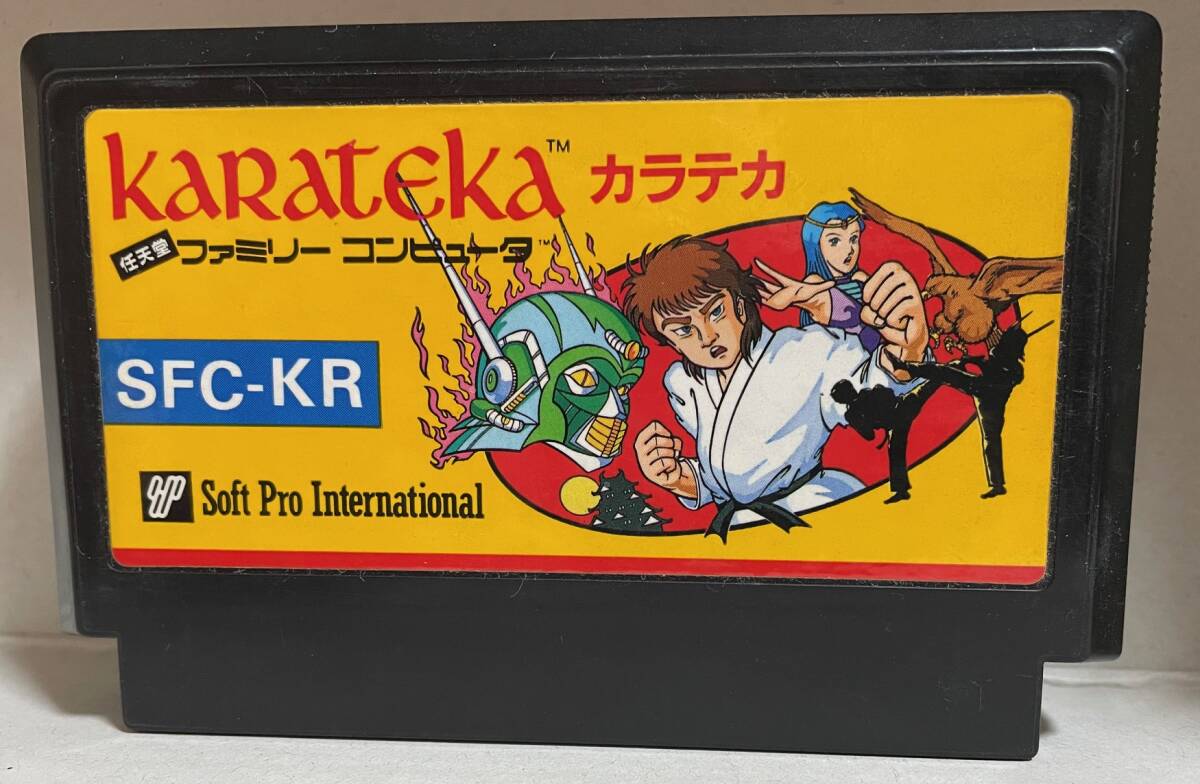 KARATEKA™ カラテカ
任天堂 ファミリー コンピュータ™
SFC-KR
Soft Pro International